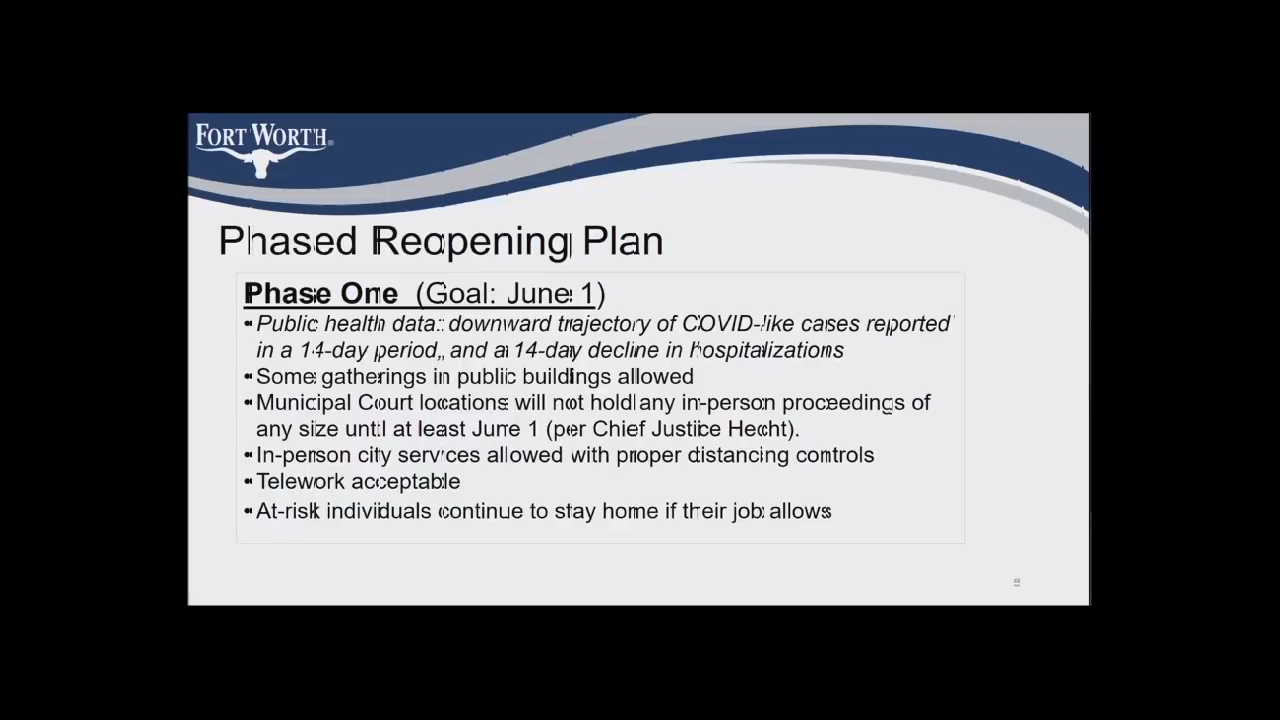 FORT WORTH®
Phased Reopening Plan
Phase One (Goal: June 1)
• Public health data: downward trajectory of COVID-like cases reported
in a 14-day period, and a 14-day decline in hospitalizations
• Some gatherings in public buildings allowed
• Municipal Court locations will not hold any in-person proceedings of
any size until at least June 1 (per Chief Justice Hecht).
• In-person city services allowed with proper distancing controls
• Telework acceptable
• At-risk individuals continue to stay home if their job allows